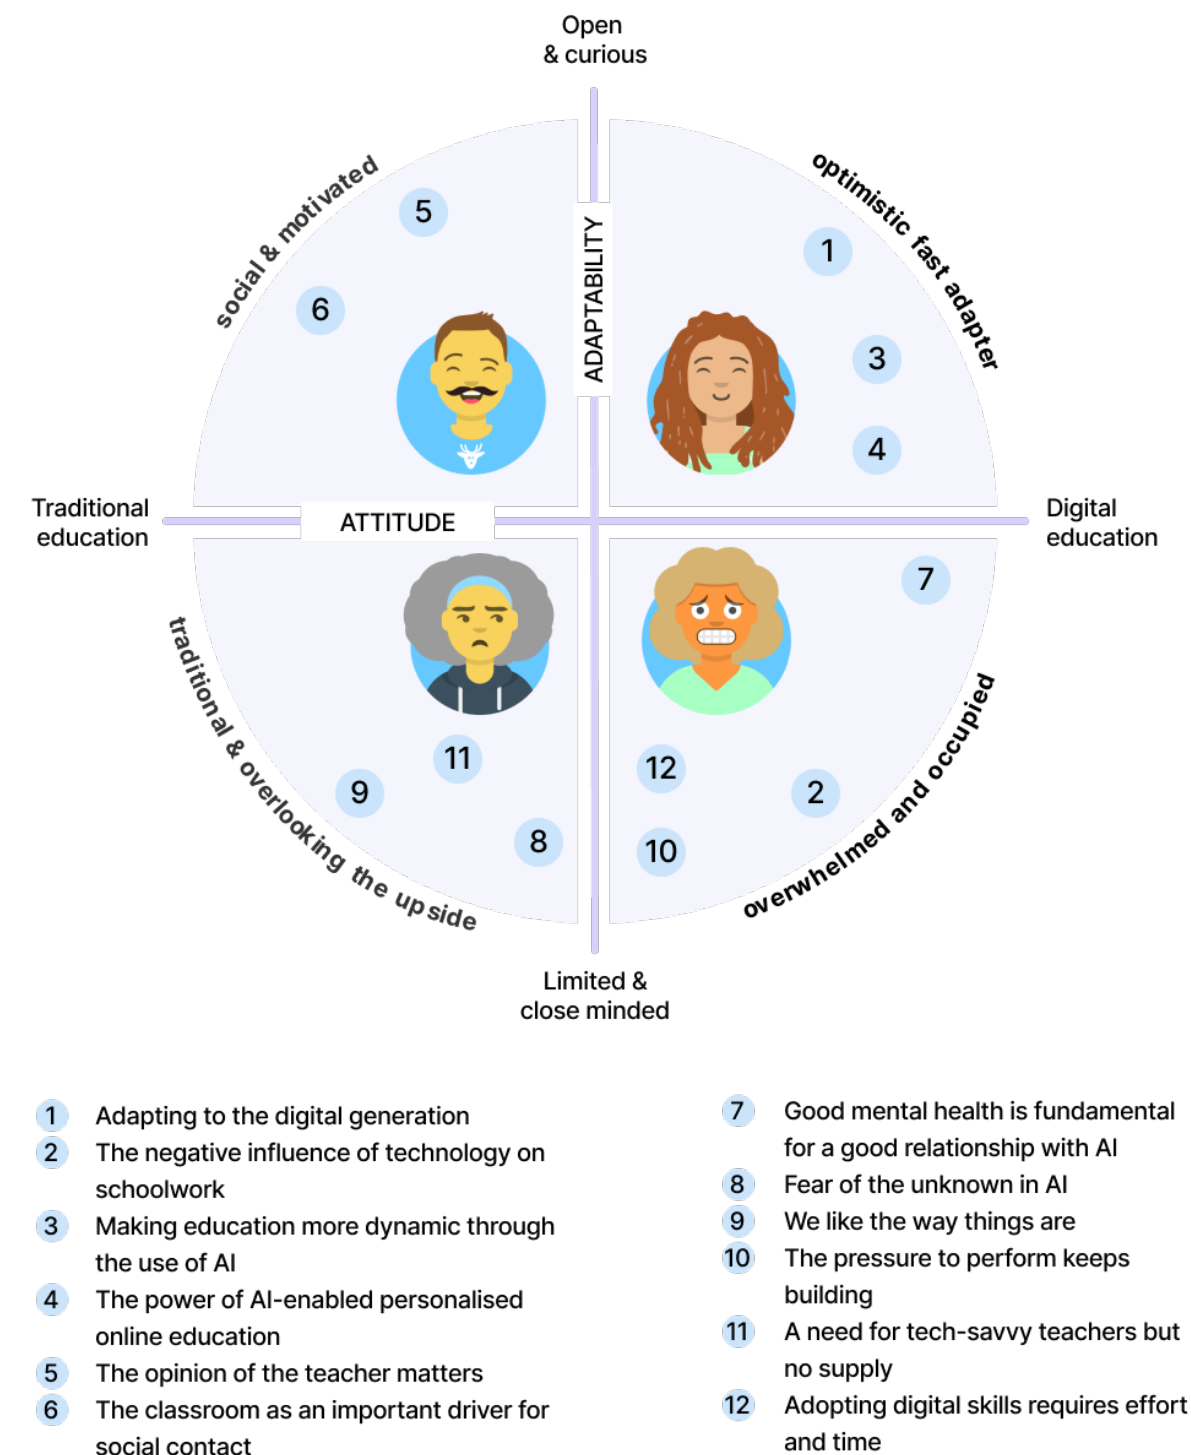 Open
& curious
social & motivated
optimistic fast adapter
5
1
6
ADAPTABILITY
3
4
Traditional
education
ATTITUDE
Digital
education
7
traditional & overlooking the upside
overwhelmed and occupied
11
12
9
2
8
10
Limited &
close minded
1 Adapting to the digital generation
2 The negative influence of technology on
schoolwork
3 Making education more dynamic through
the use of AI
4 The power of AI-enabled personalised
online education
5 The opinion of the teacher matters
6 The classroom as an important driver for
social contact
7 Good mental health is fundamental
for a good relationship with AI
8 Fear of the unknown in AI
9 We like the way things are
10 The pressure to perform keeps
building
11 A need for tech-savvy teachers but
no supply
12 Adopting digital skills requires effort
and time